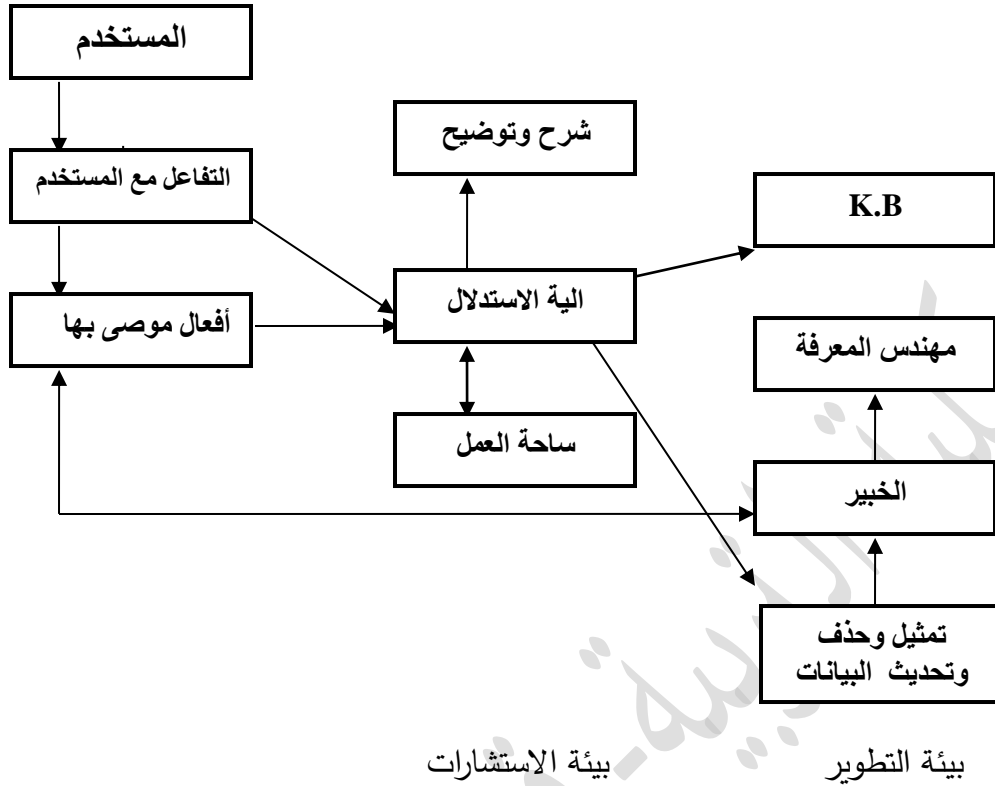 المستخدم
شرح وتوضيح
التفاعل مع المستخدم
K.B
الية الاستدلال
أفعال موصى بها
مهندس المعرفة
ساحة العمل
الخبير
تمثيل وحذف
وتحديث البيانات
بيئة التطوير
بيئة الاستشارات